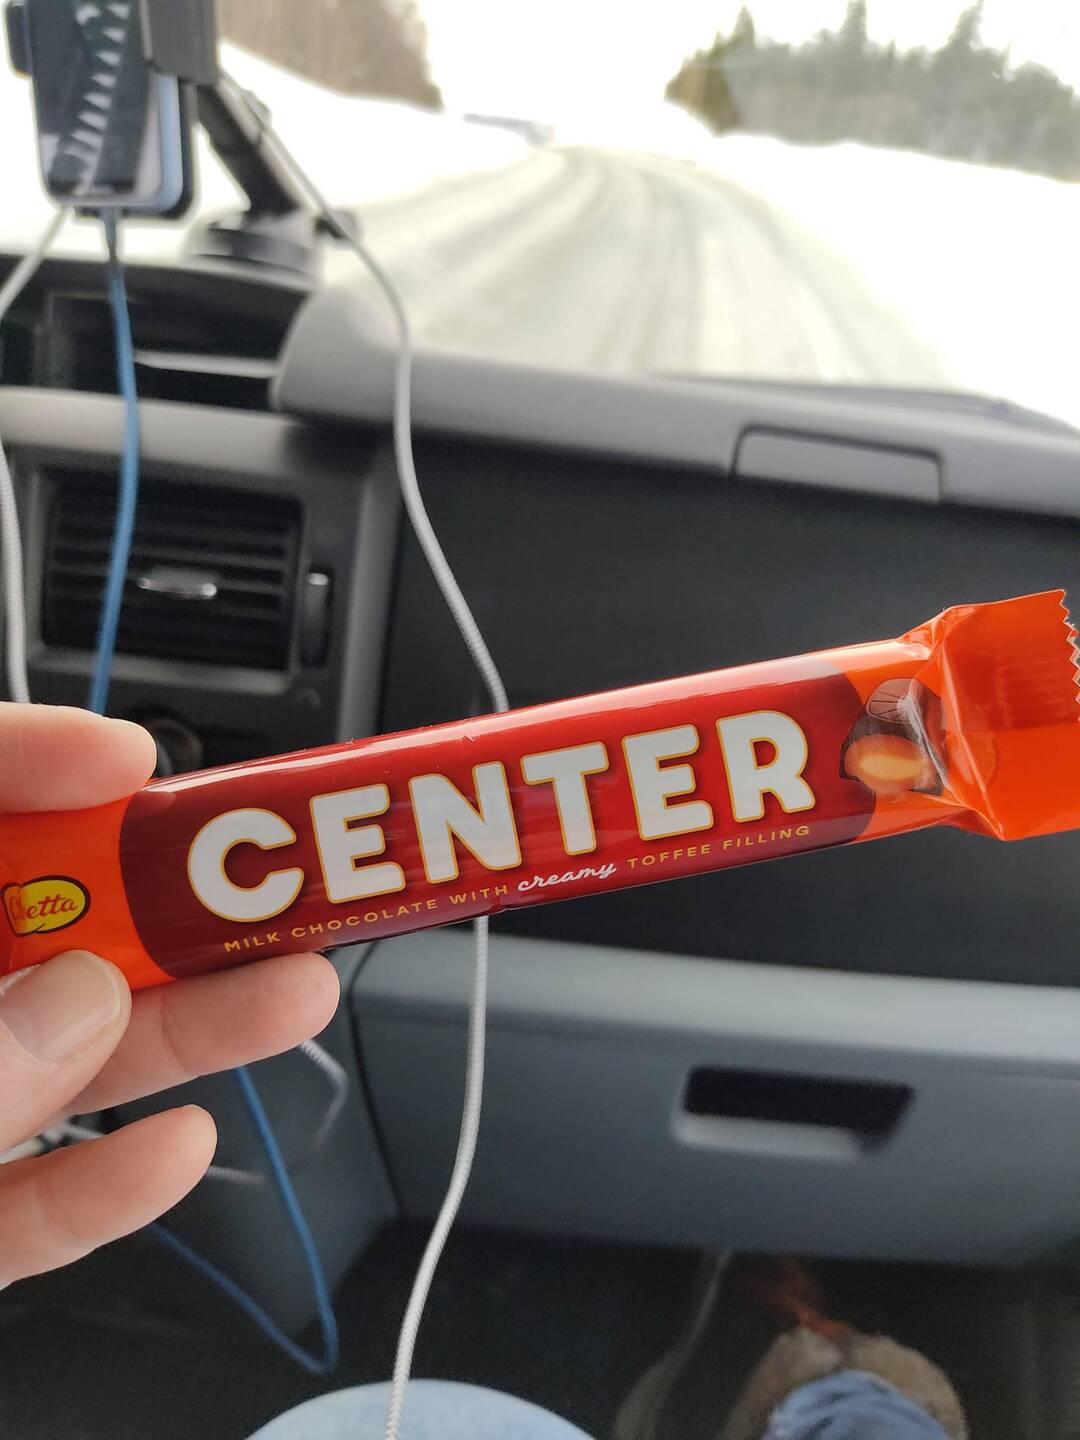 CENTER
MILK CHOCOLATE WITH creamy TOFFEE FILLING
Cloetta